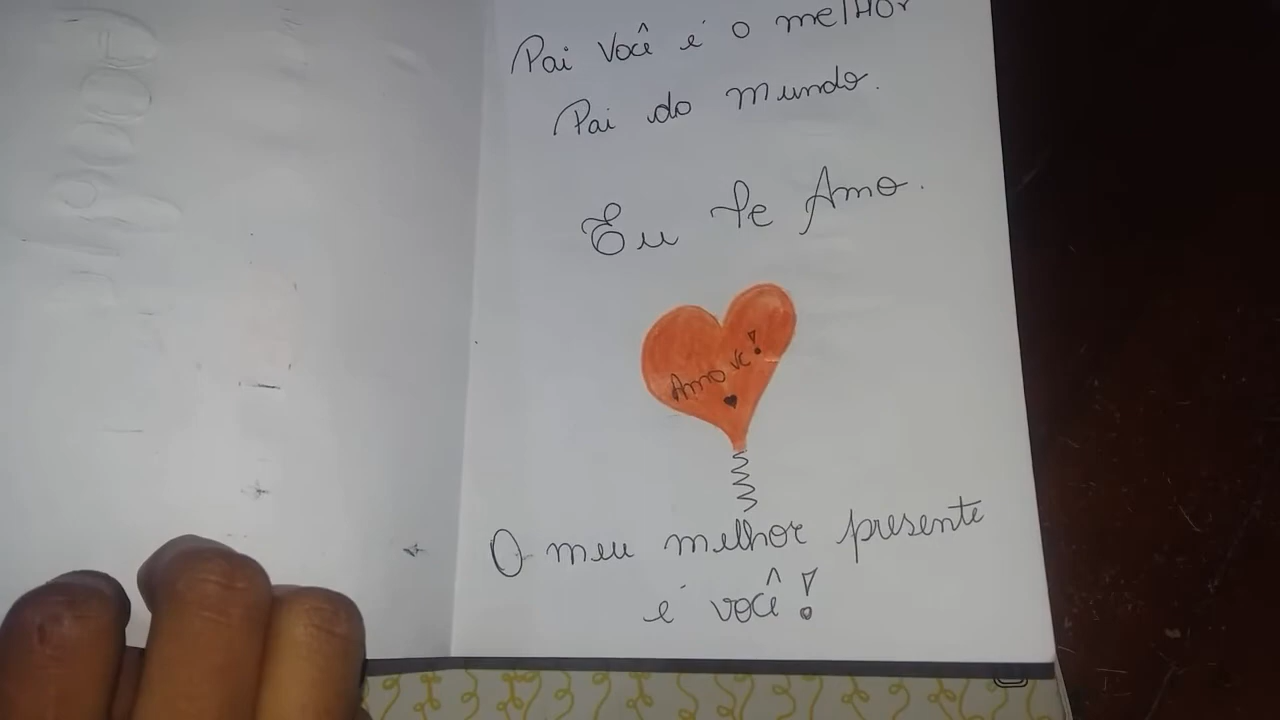 Pai Você é o melHor
Pai do mundo.
Eu te Amo.
Amo vc!
O meu melhor presente
é você!